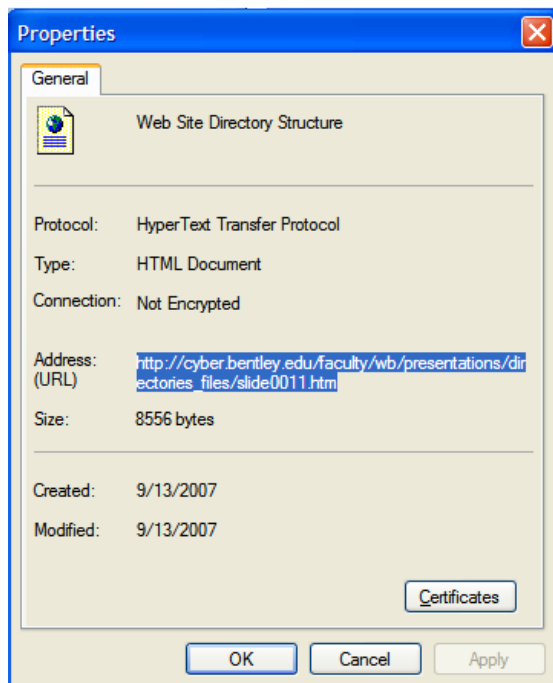 Properties
General
Web Site Directory Structure
Protocol: HyperText Transfer Protocol
Type: HTML Document
Connection: Not Encrypted
Address: http://cyber.bentley.edu/faculty/wb/presentations/dir
(URL) ectories_files/slide0011.htm
Size: 8556 bytes
Created: 9/13/2007
Modified: 9/13/2007
Certificates
OK Cancel Apply